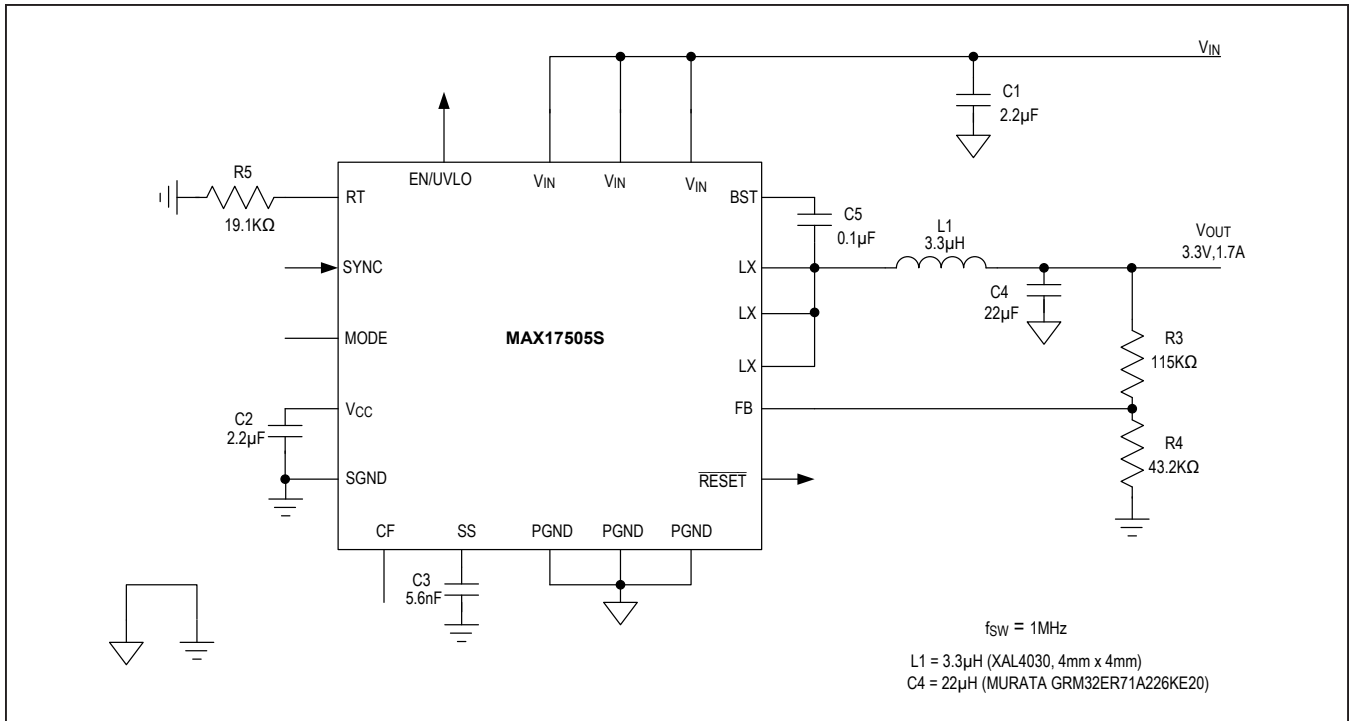 VIN
C1
2.2µF
R5
19.1KΩ
EN/UVLO
VIN
VIN
VIN
RT
BST
C5
0.1µF
L1
3.3µH
VOUT
3.3V,1.7A
SYNC
LX
C4
22µF
MODE
MAX17505S
LX
R3
115KΩ
LX
C2
2.2µF
VCC
FB
R4
43.2KΩ
SGND
RESET
CF
SS
PGND
PGND
PGND
C3
5.6nF
fSW = 1MHz
L1 = 3.3µH (XAL4030, 4mm x 4mm)
C4 = 22µH (MURATA GRM32ER71A226KE20)